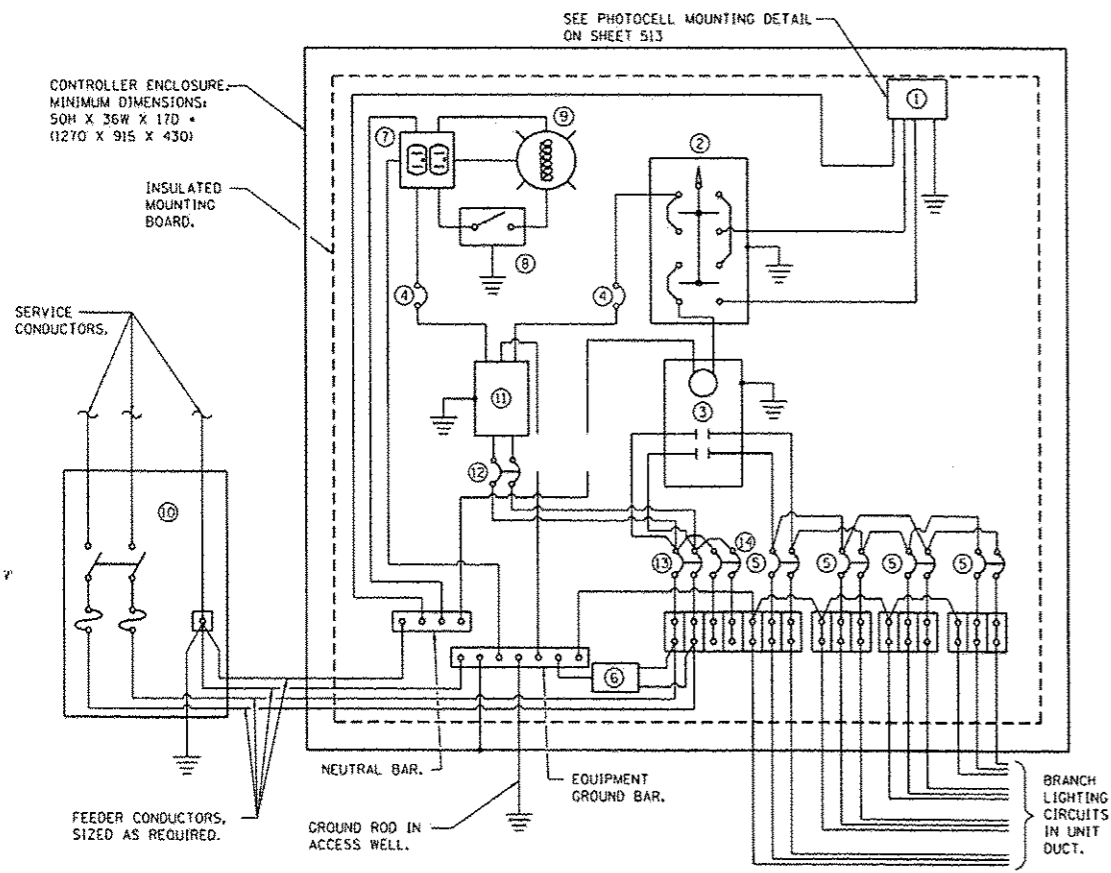 SEE PHOTOCELL MOUNTING DETAIL
ON SHEET 513
CONTROLLER ENCLOSURE.
MINIMUM DIMENSIONS:
50H X 36W X 17D *
(1270 X 915 X 430)
INSULATED
MOUNTING
BOARD.
SERVICE
CONDUCTORS.
1
7
9
2
8
4
4
11
3
12
10
13
14
5
5
5
5
6
NEUTRAL BAR.
EQUIPMENT
GROUND BAR.
FEEDER CONDUCTORS,
SIZED AS REQUIRED.
GROUND ROD IN
ACCESS WELL.
BRANCH
LIGHTING
CIRCUITS
IN UNIT
DUCT.